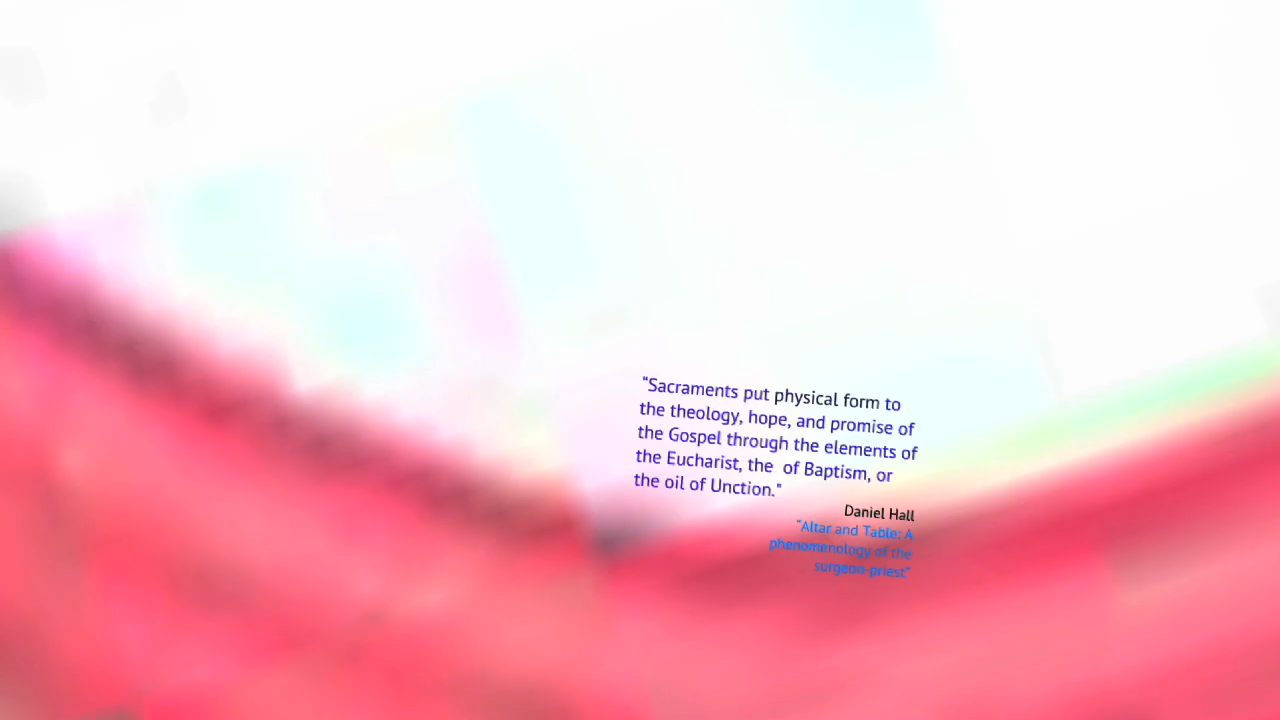 "Sacraments put physical form to
the theology, hope, and promise of
the Gospel through the elements of
the Eucharist, the  of Baptism, or
the oil of Unction."
Daniel Hall
"Altar and Table: A
phenomenology of the
surgeon-priest"